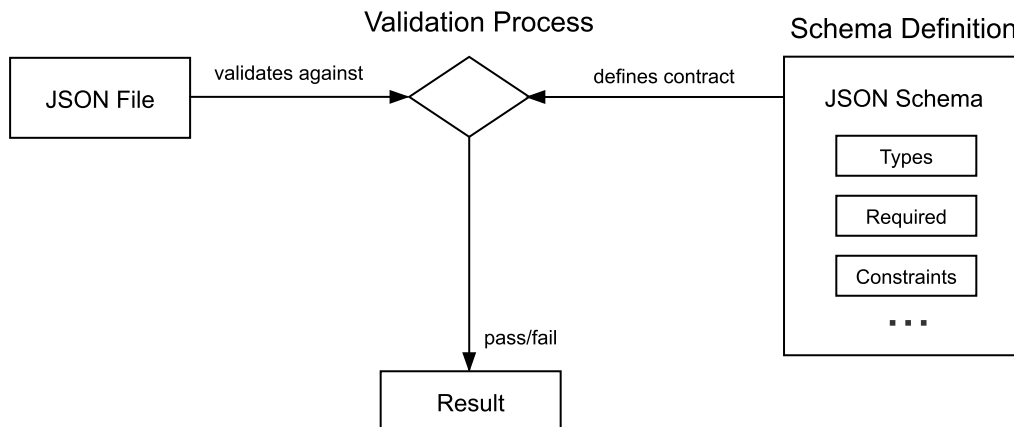 Validation Process
Schema Definition
validates against
defines contract
JSON File
JSON Schema
Types
Required
Constraints
...
pass/fail
Result